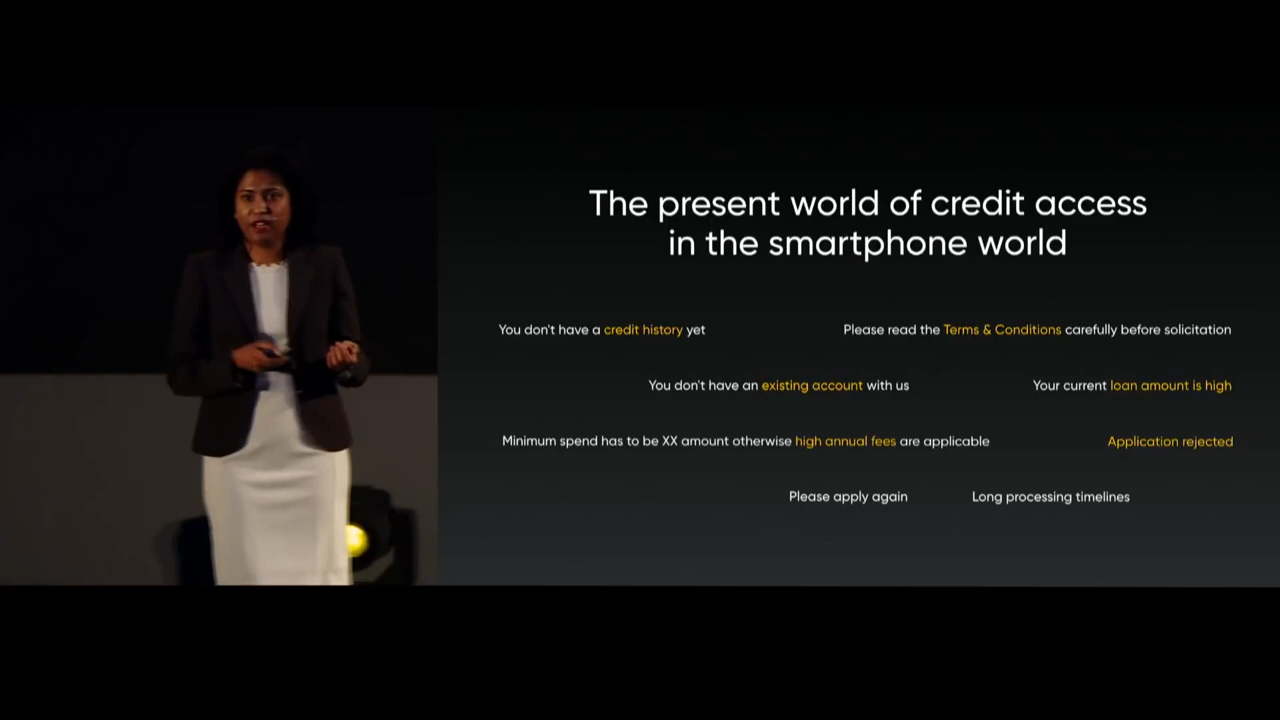 The present world of credit access
in the smartphone world
You don't have a credit history yet
Please read the Terms & Conditions carefully before solicitation
You don't have an existing account with us
Your current loan amount is high
Minimum spend has to be XX amount otherwise high annual fees are applicable
Application rejected
Please apply again
Long processing timelines